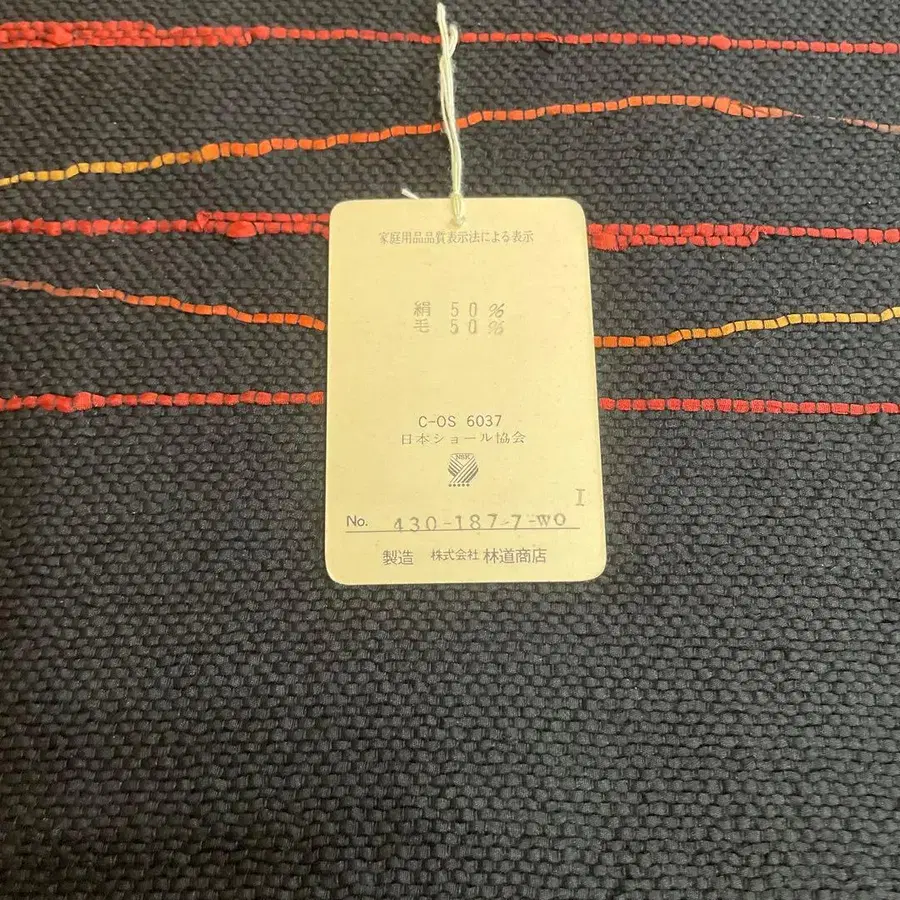 家庭用品品質表示法による表示
絹 50%
毛 50%
C-OS 6037
日本ショール協会
NSK
I
No. 430-187-7-WO
製造 株式会社 林道商店